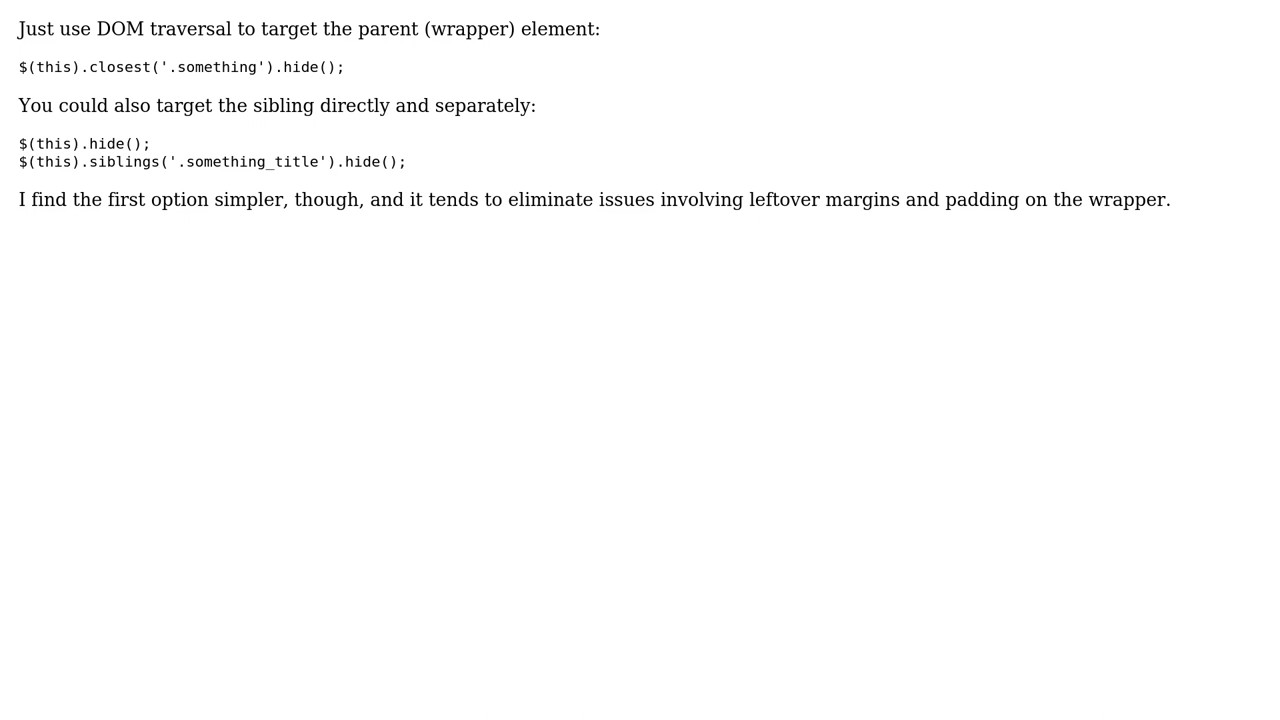 Just use DOM traversal to target the parent (wrapper) element:
$(this).closest('.something').hide();
You could also target the sibling directly and separately:
$(this).hide();
$(this).siblings('.something_title').hide();
I find the first option simpler, though, and it tends to eliminate issues involving leftover margins and padding on the wrapper.